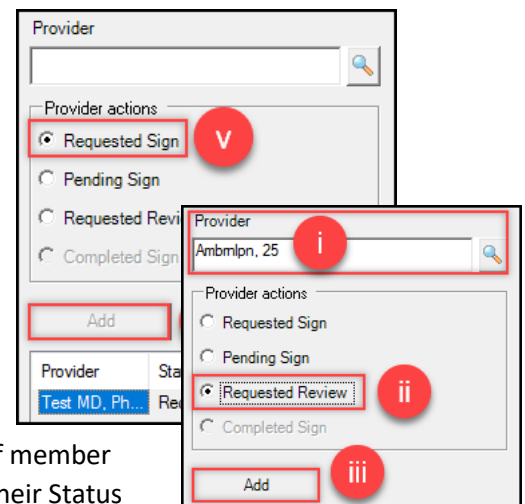 Provider
Provider actions
Requested Sign
v
Pending Sign
Requested Revi
Completed Sign
Add
Provider Sta
Test MD, Ph... Re
Provider
Ambmlpn, 25
i
Provider actions
Requested Sign
Pending Sign
Requested Review
ii
Completed Sign
Add
iii
member
Status